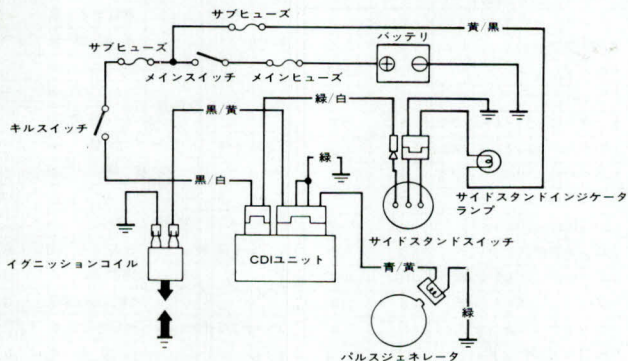 サブヒューズ
黄/黒
サブヒューズ
バッテリ
メインスイッチ
メインヒューズ
緑/白
黒/黄
キルスイッチ
緑
黒/白
サイドスタンドインジケータ
ランプ
サイドスタンドスイッチ
CDIユニット
イグニッションコイル
青/黄
緑
パルスジェネレータ